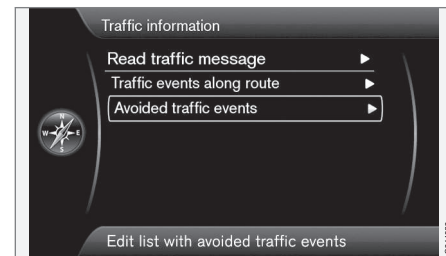 Traffic information
Read traffic message
Traffic events along route
Avoided traffic events
N
W E
S
Edit list with avoided traffic events